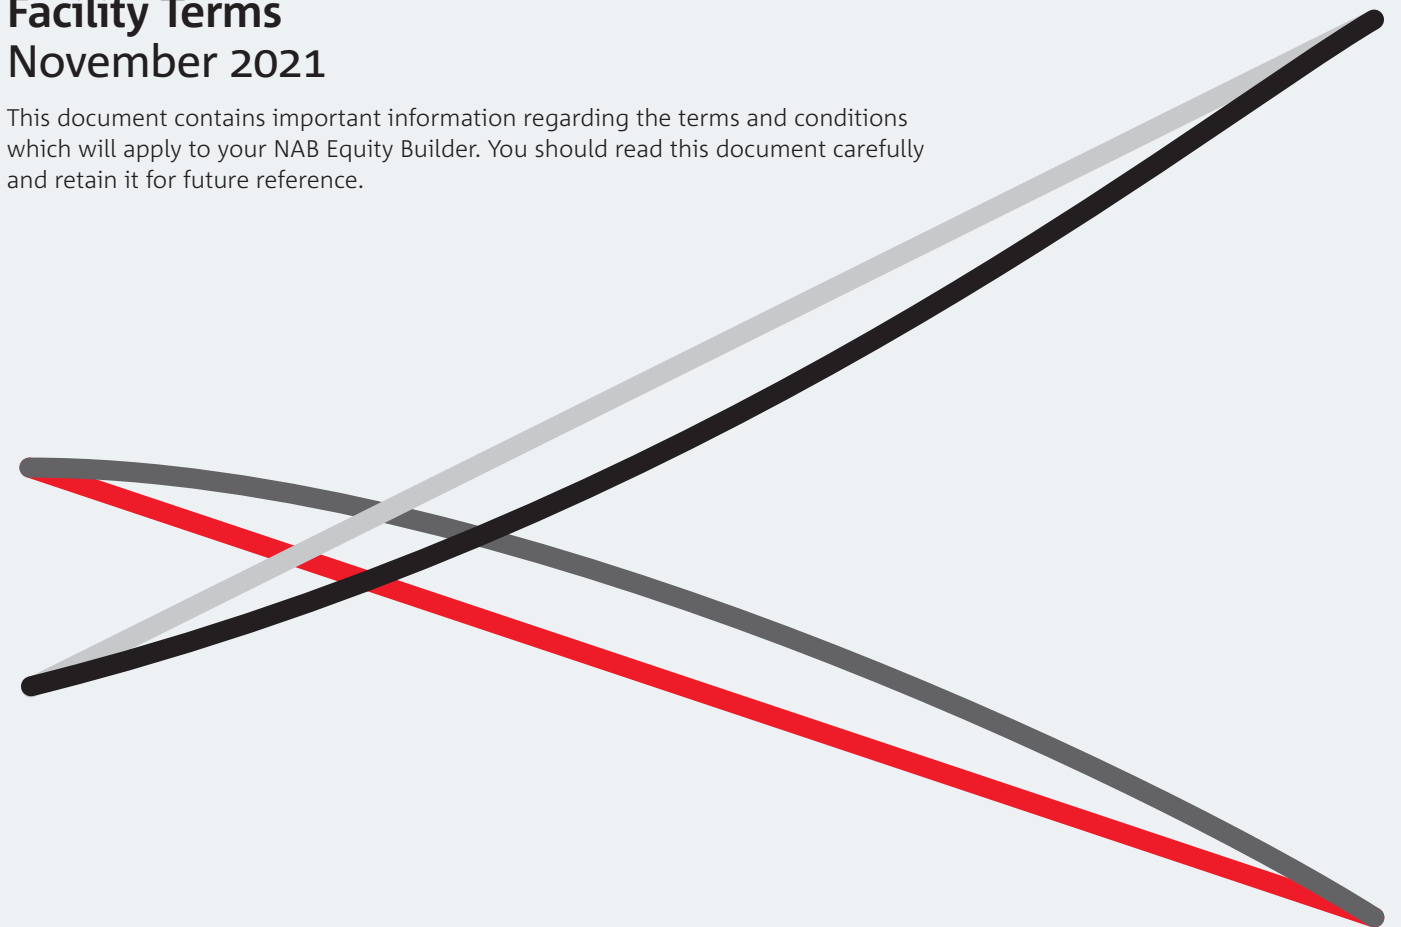 Facility Terms
November 2021
This document contains important information regarding the terms and conditions
which will apply to your NAB Equity Builder. You should read this document carefully
and retain it for future reference.